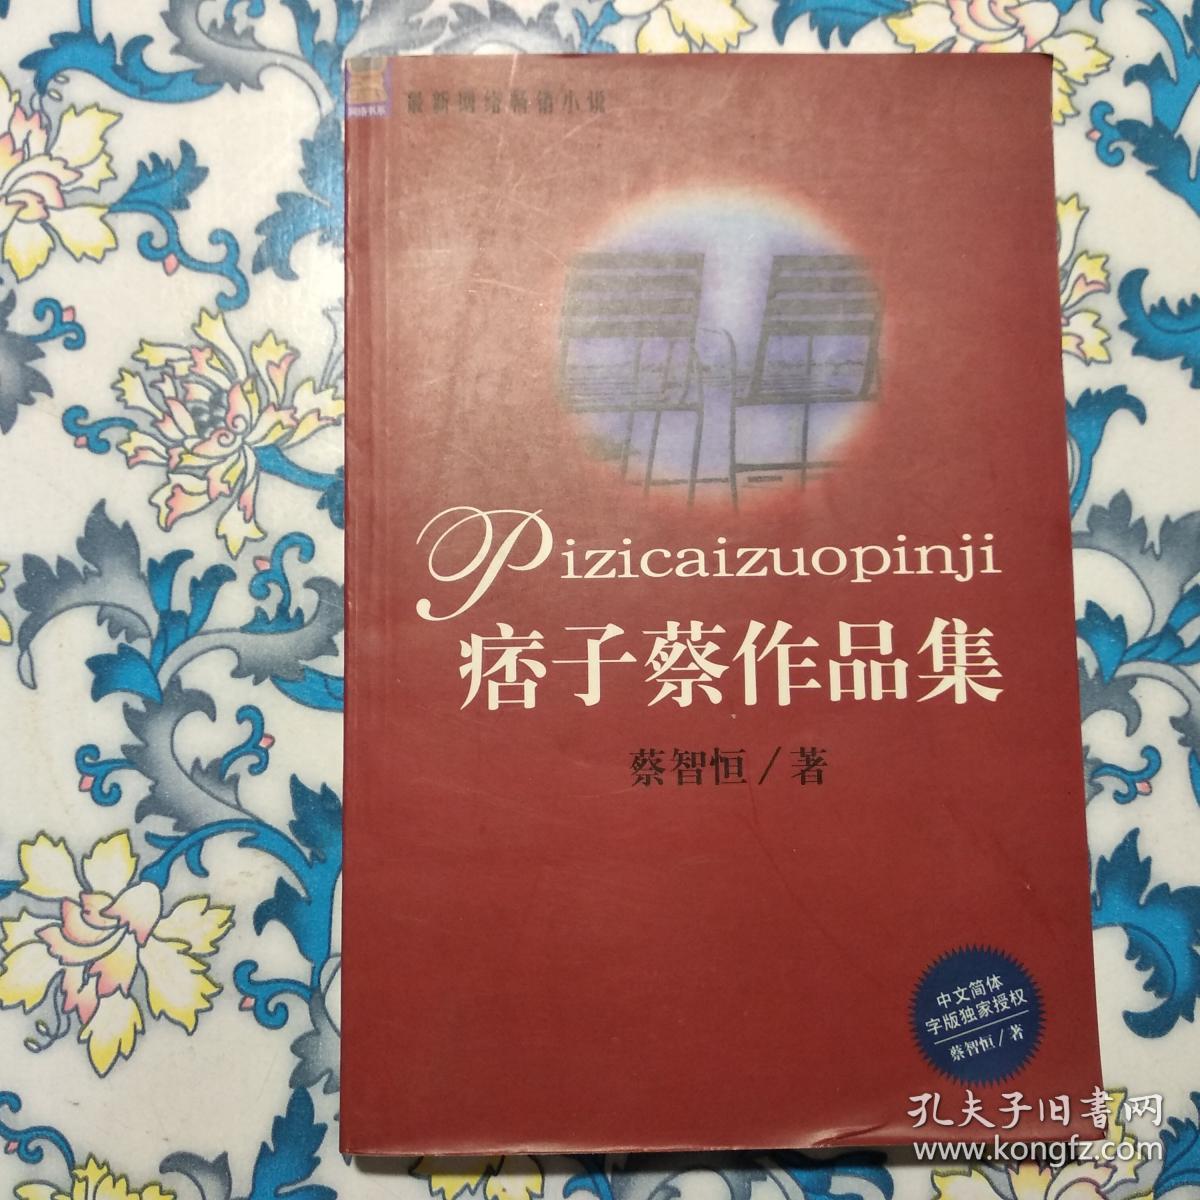 最新网络畅销小说
Pizicaizuopinji
痞子蔡作品集
蔡智恒/著
中文简体
字版独家授权
蔡智恒/著
孔夫子旧书网
www.kongfz.com